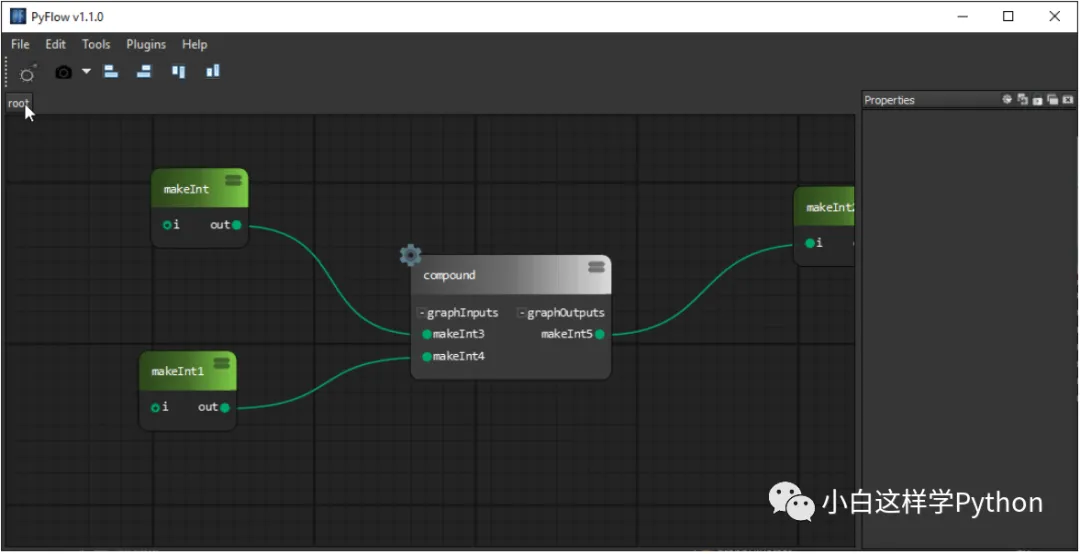 PyFlow v1.1.0
File Edit Tools Plugins Help
root
Properties
makeInt
i out
makeInt2
i
compound
-graphInputs -graphOutputs
makeInt3 makeInt5
makeInt4
makeInt1
i out
小白这样学Python